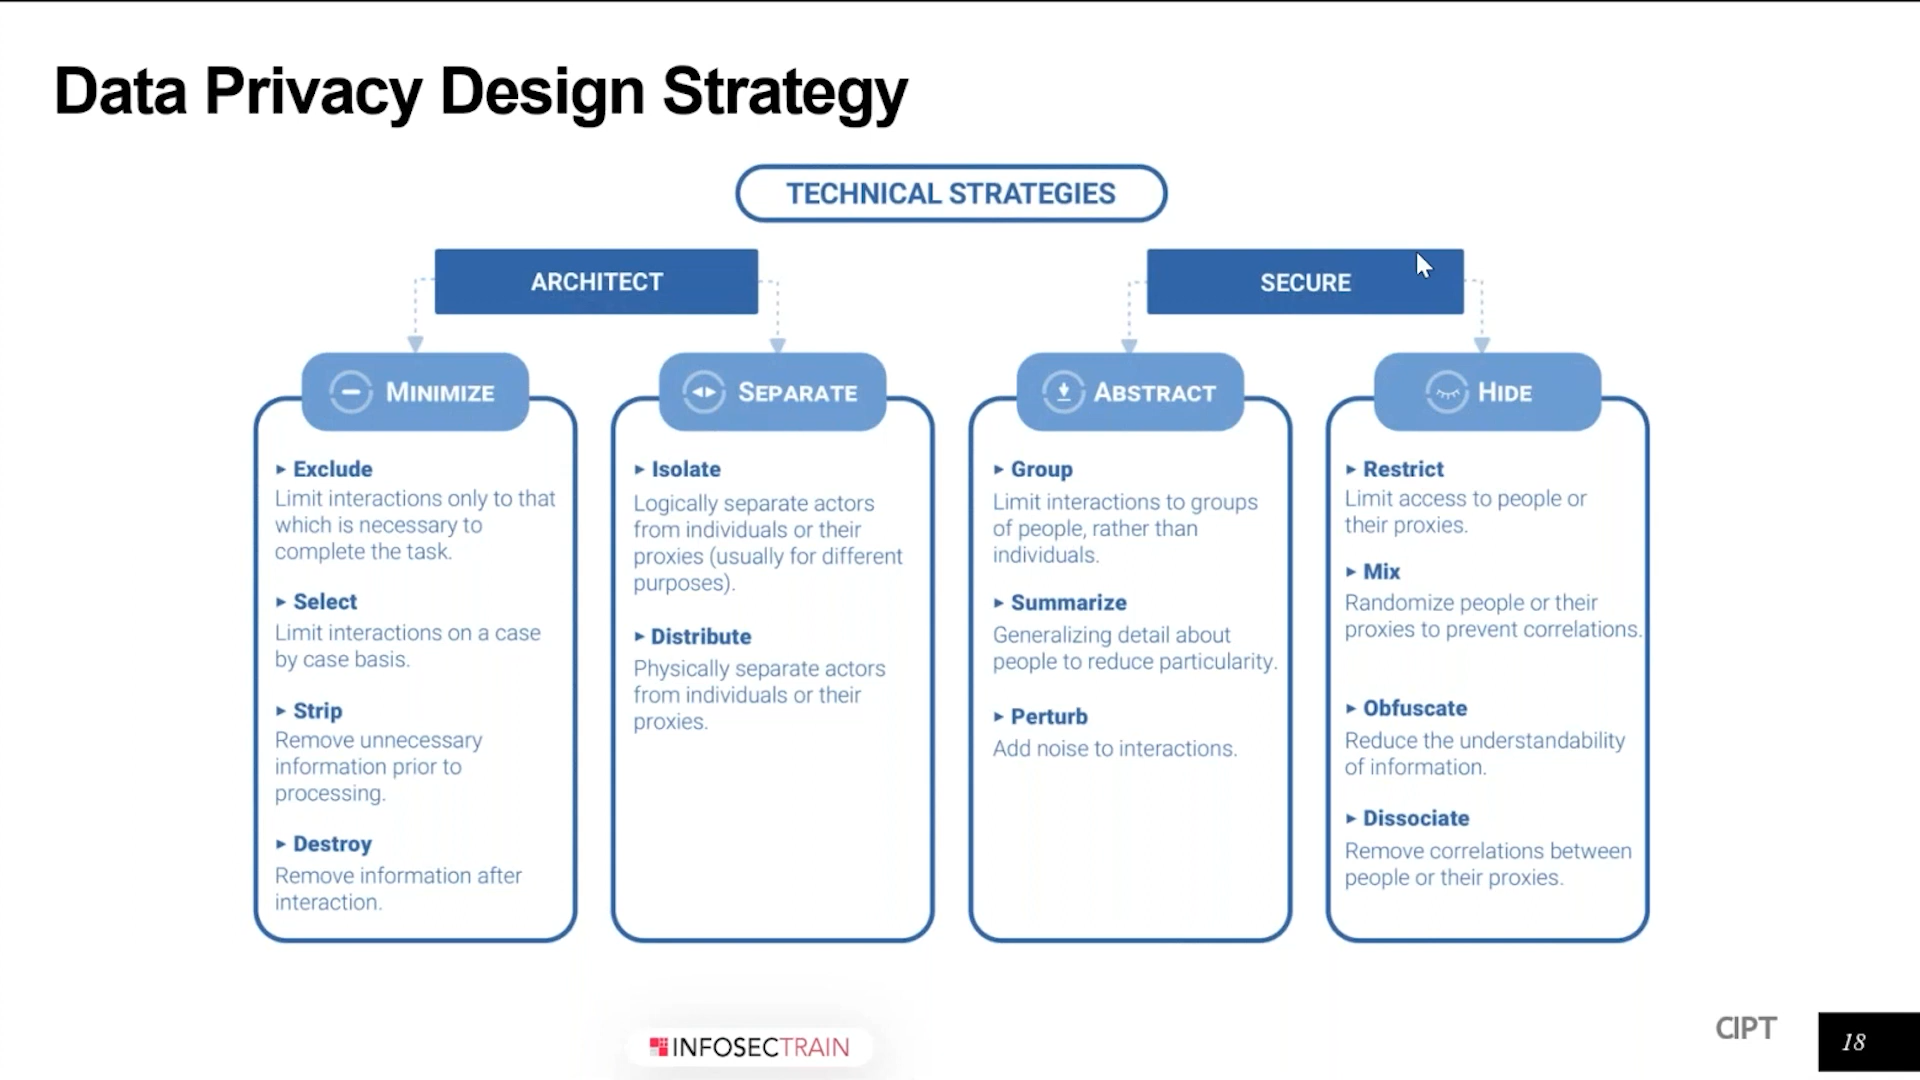 Data Privacy Design Strategy
TECHNICAL STRATEGIES
ARCHITECT
SECURE
MINIMIZE
▸ Exclude
Limit interactions only to that
which is necessary to
complete the task.
▸ Select
Limit interactions on a case
by case basis.
▸ Strip
Remove unnecessary
information prior to
processing.
▸ Destroy
Remove information after
interaction.
SEPARATE
▸ Isolate
Logically separate actors
from individuals or their
proxies (usually for different
purposes).
▸ Distribute
Physically separate actors
from individuals or their
proxies.
ABSTRACT
▸ Group
Limit interactions to groups
of people, rather than
individuals.
▸ Summarize
Generalizing detail about
people to reduce particularity.
▸ Perturb
Add noise to interactions.
HIDE
▸ Restrict
Limit access to people or
their proxies.
▸ Mix
Randomize people or their
proxies to prevent correlations.
▸ Obfuscate
Reduce the understandability
of information.
▸ Dissociate
Remove correlations between
people or their proxies.
INFOSECTRAIN
CIPT
18